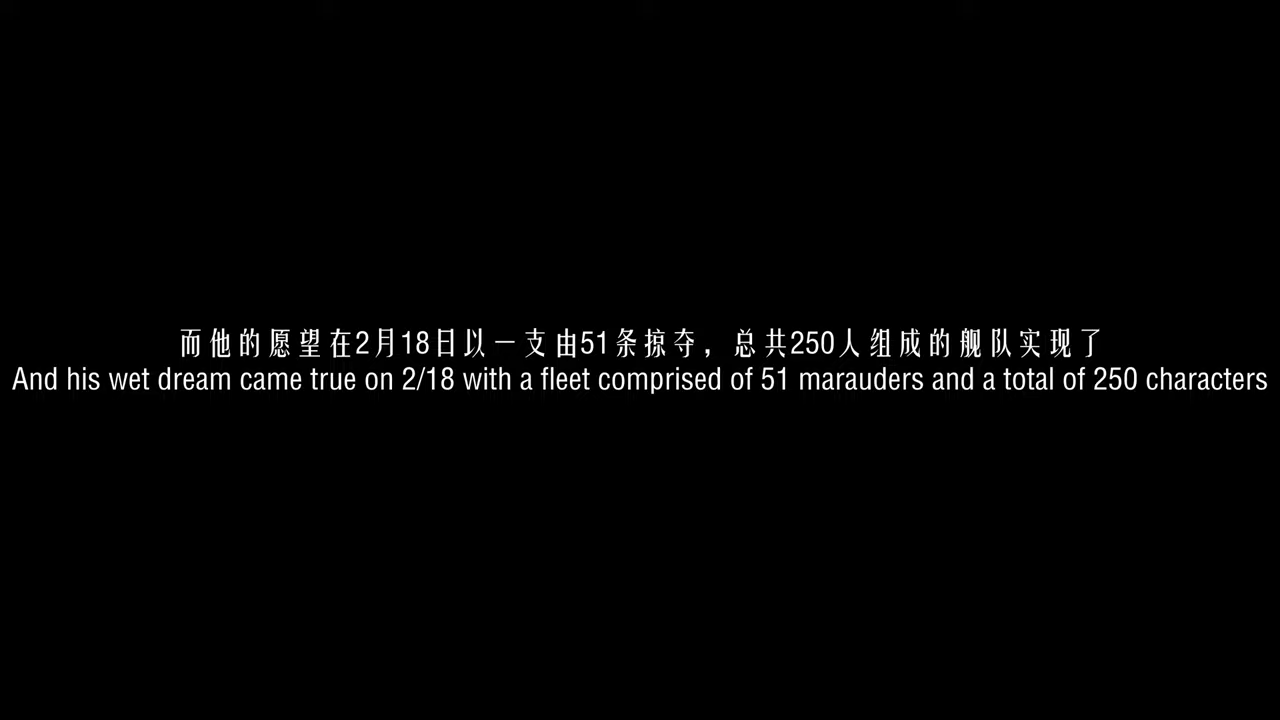 而他的愿望在2月18日以一支由51条掠夺，总共250人组成的舰队实现了
And his wet dream came true on 2/18 with a fleet comprised of 51 marauders and a total of 250 characters